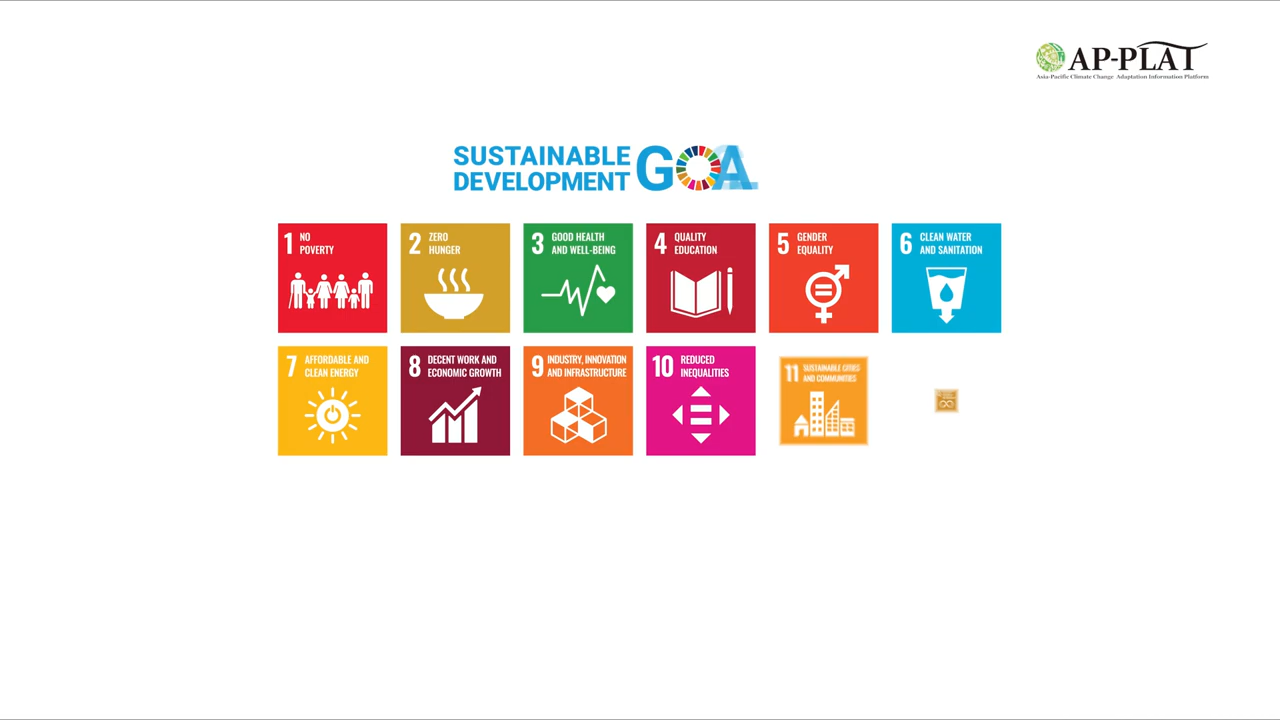 AP-PLAT
Asia-Pacific Climate Change Adaptation Information Platform
SUSTAINABLE
DEVELOPMENT
GOA
1 NO
POVERTY
2 ZERO
HUNGER
3 GOOD HEALTH
AND WELL-BEING
4 QUALITY
EDUCATION
5 GENDER
EQUALITY
6 CLEAN WATER
AND SANITATION
7 AFFORDABLE AND
CLEAN ENERGY
8 DECENT WORK AND
ECONOMIC GROWTH
9 INDUSTRY, INNOVATION
AND INFRASTRUCTURE
10 REDUCED
INEQUALITIES
11 SUSTAINABLE CITIES
AND COMMUNITIES